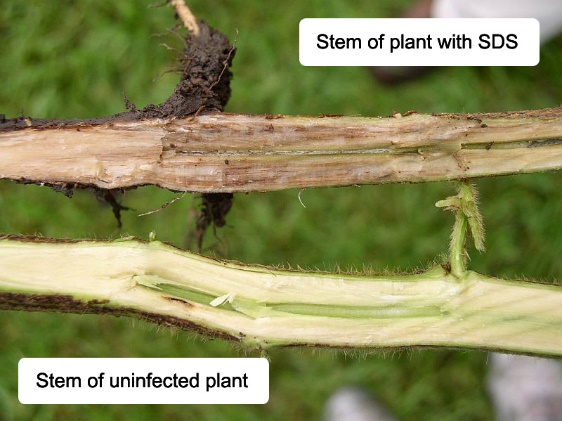 Stem of plant with SDS
Stem of uninfected plant